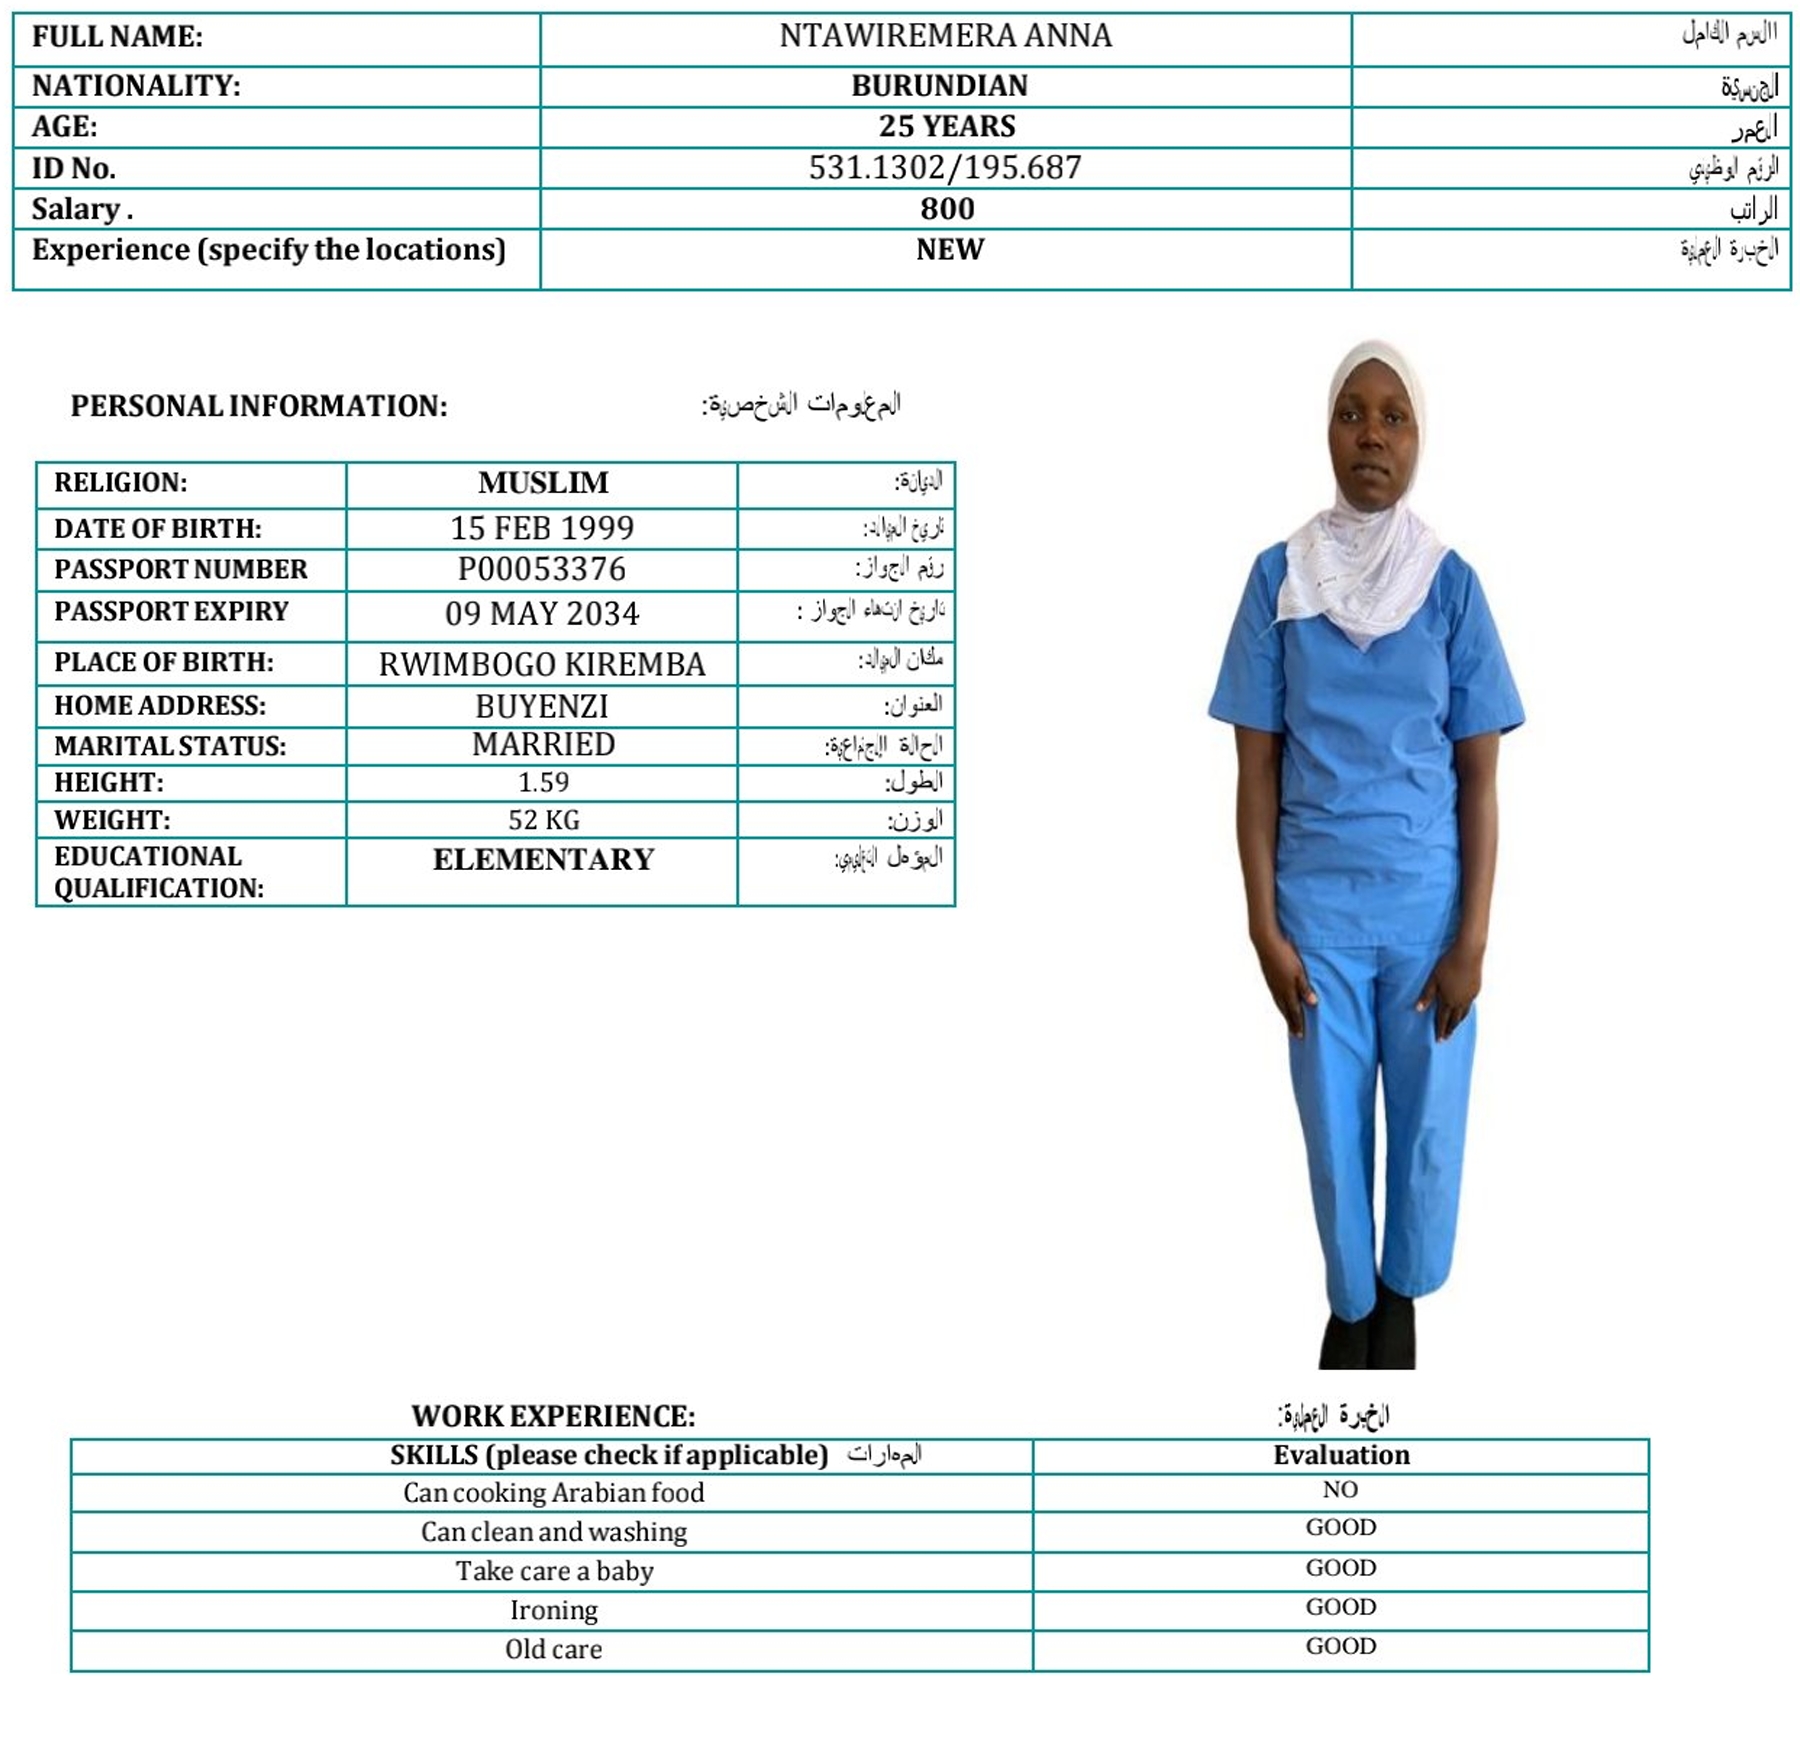 FULL NAME: NTAWIREMERA ANNA االسم الكامل
NATIONALITY: BURUNDIAN الجنسية
AGE: 25 YEARS العمر
ID No. 531.1302/195.687 الرقم الوظيفي
Salary . 800 الراتب
Experience (specify the locations) NEW الخبرة العملية
PERSONAL INFORMATION: المعلومات الشخصية:
RELIGION: MUSLIM الديانة:
DATE OF BIRTH: 15 FEB 1999 تاريخ الميالد:
PASSPORT NUMBER P00053376 رقم الجواز:
PASSPORT EXPIRY 09 MAY 2034 تاريخ انتهاء الجواز :
PLACE OF BIRTH: RWIMBOGO KIREMBA مكان الميالد:
HOME ADDRESS: BUYENZI العنوان:
MARITAL STATUS: MARRIED الحالة اإلجتماعية:
HEIGHT: 1.59 الطول:
WEIGHT: 52 KG الوزن:
EDUCATIONAL ELEMENTARY المؤهل التعليمي:
QUALIFICATION:
WORK EXPERIENCE: الخبرة العملية:
SKILLS (please check if applicable) المهارات Evaluation
Can cooking Arabian food NO
Can clean and washing GOOD
Take care a baby GOOD
Ironing GOOD
Old care GOOD